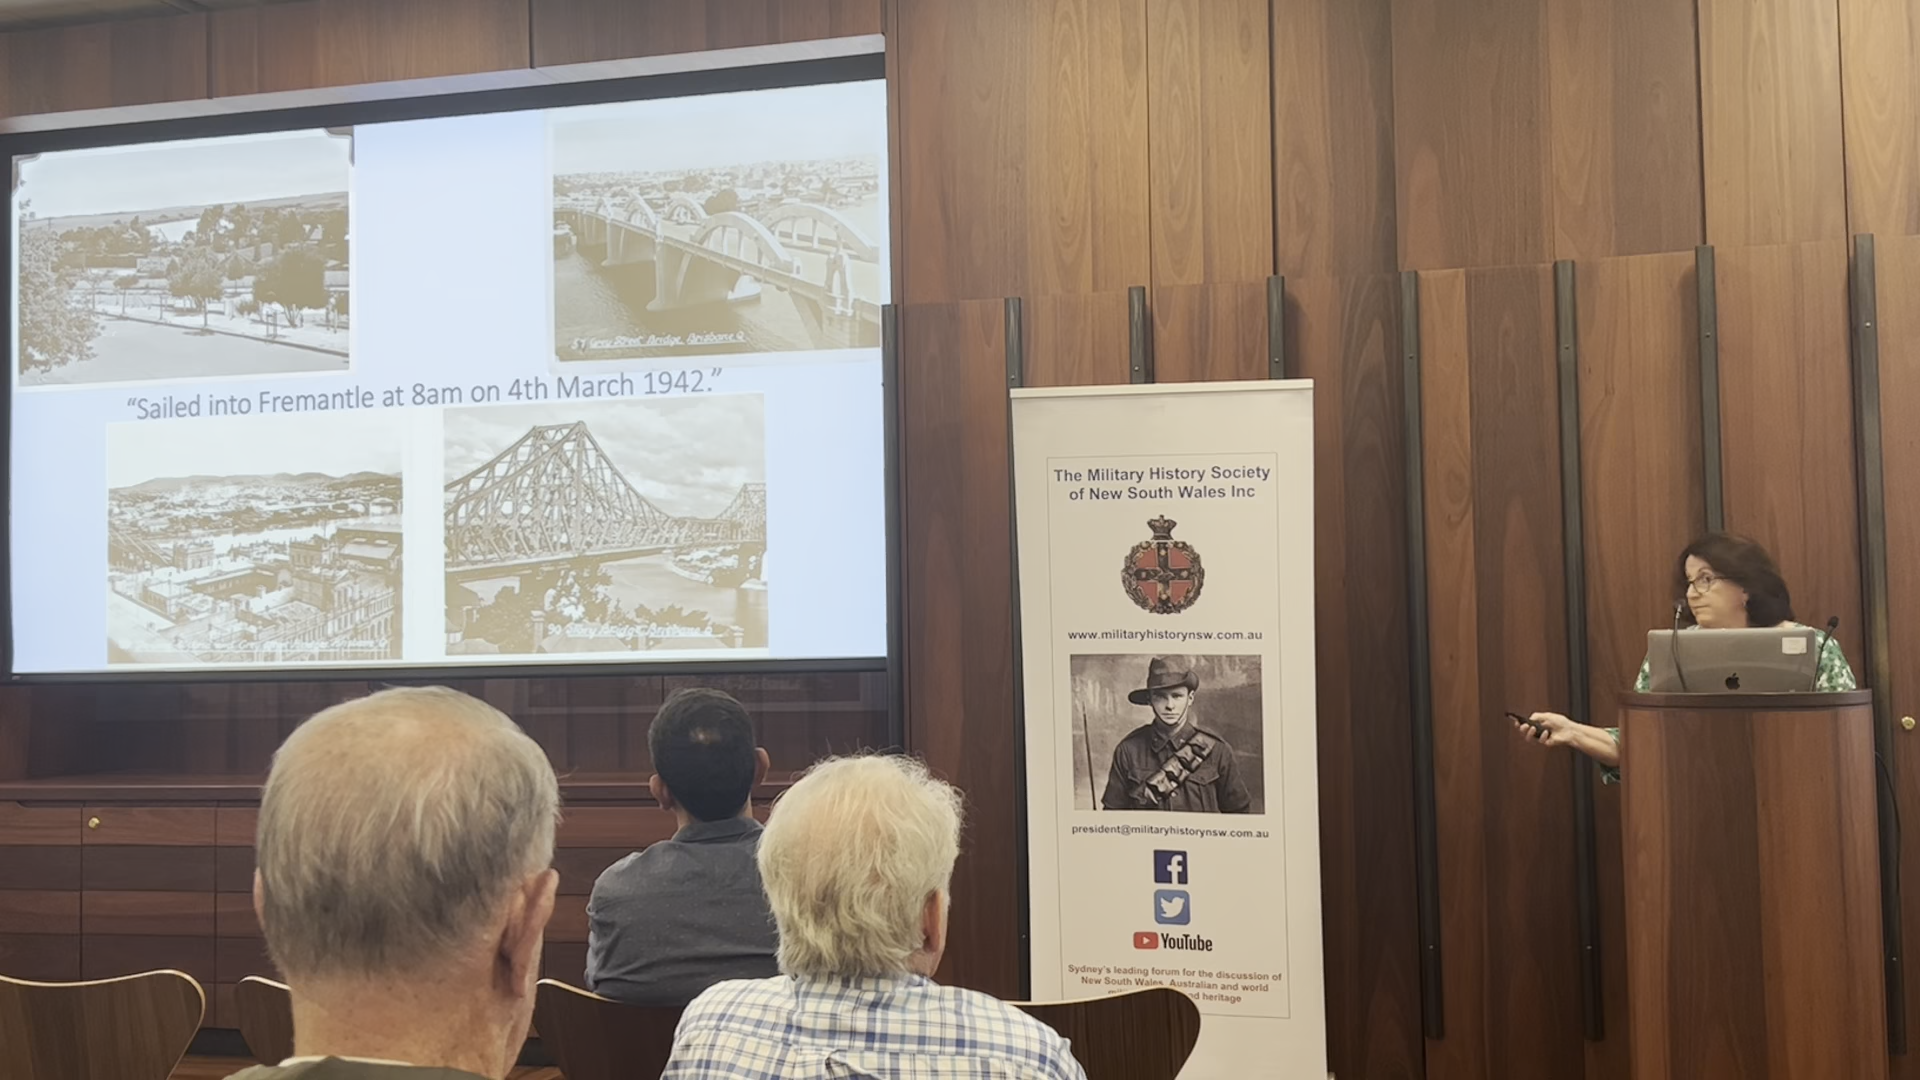 57 Grey Street Bridge, Brisbane Q
“Sailed into Fremantle at 8am on 4th March 1942.”
The Military History Society
of New South Wales Inc
www.militaryhistorynsw.com.au
president@militaryhistorynsw.com.au
YouTube
Sydney's leading forum for the discussion of
New South Wales, Australian and world
heritage